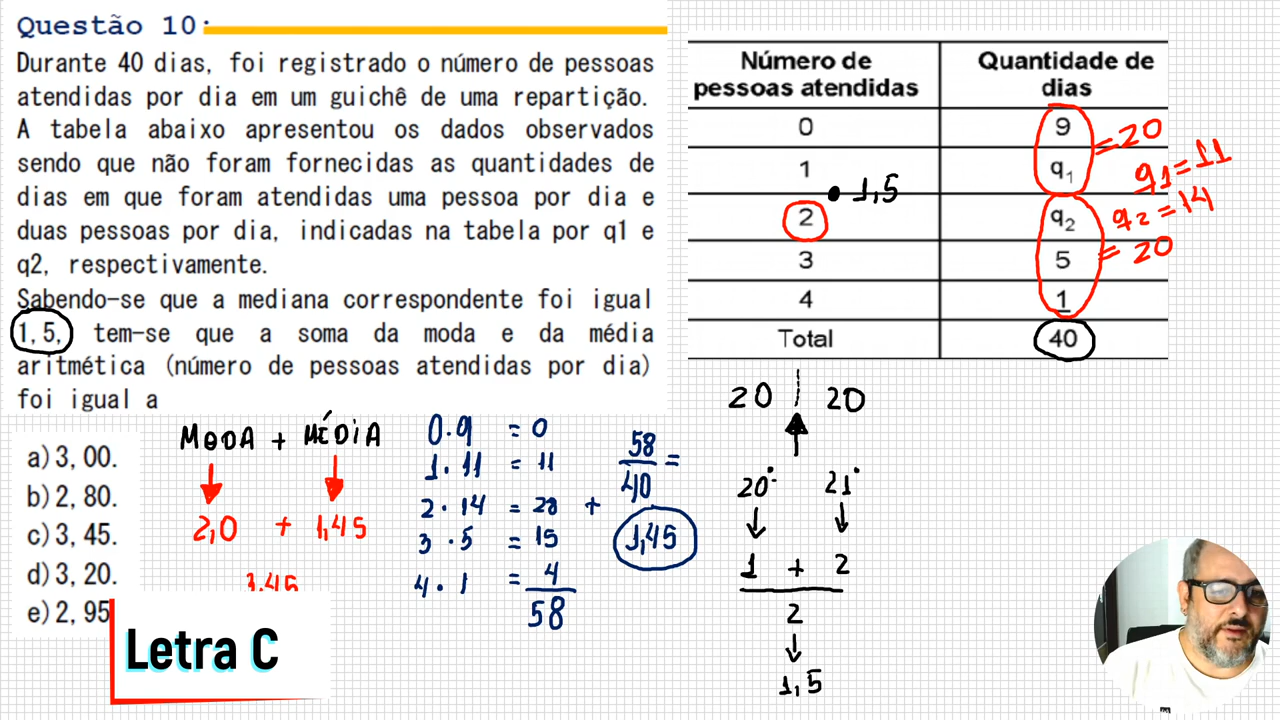 Questão 10:
Durante 40 dias, foi registrado o número de pessoas
atendidas por dia em um guichê de uma repartição.
A tabela abaixo apresentou os dados observados
sendo que não foram fornecidas as quantidades de
dias em que foram atendidas uma pessoa por dia e
duas pessoas por dia, indicadas na tabela por q1 e
q2, respectivamente.
Sabendo-se que a mediana correspondente foi igual
1,5, tem-se que a soma da moda e da média
aritmética (número de pessoas atendidas por dia)
foi igual a
a) 3, 00.
b) 2, 80.
c) 3, 45.
d) 3, 20.
e) 2, 95
Letra C
MODA + MÉDIA
2,0 + 1,45
3,45
0.9 = 0
1.11 = 11
2.14 = 28 +
3.5 = 15
4.1 = 4
58
58
40 =
1,45
Número de pessoas atendidas Quantidade de dias
0 9
1 q1
2 q2
3 5
4 1
Total 40
= 20
q1 = 11
1,5
q2 = 14
= 20
20 20
20° 21°
1 + 2
2
1,5